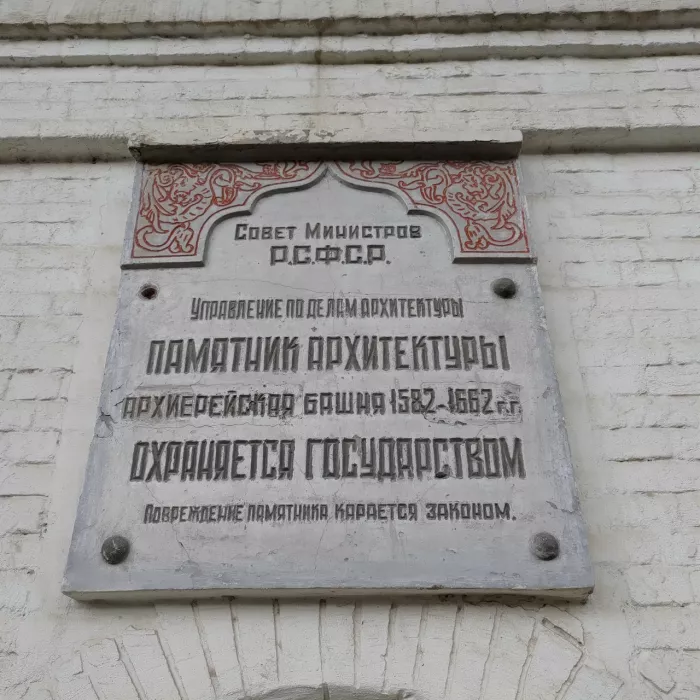 Совет Министров
Р.С.Ф.С.Р.
Управление по делам архитектуры
ПАМЯТНИК АРХИТЕКТУРЫ
АРХИЕРЕЙСКАЯ БАШНЯ 1582-1662 г.г.
ОХРАНЯЕТСЯ ГОСУДАРСТВОМ
Повреждение памятника карается законом.